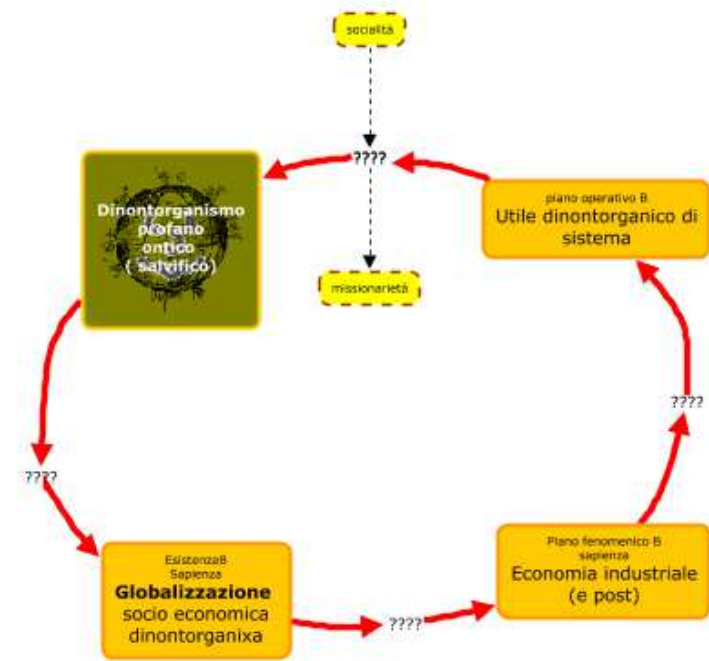 socialità
????
Dinontorganismo
profano
ontico
( salvifico)
piano operativo B
Utile dinontorganico di
sistema
missionarietà
????
????
EsistenzaB
Sapienza
Globalizzazione
socio economica
dinontorganixa
????
Piano fenomenico B
sapienza
Economia industriale
(e post)